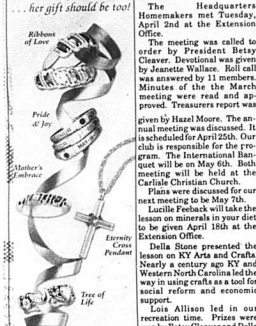 ... her gift should be too!
Ribbons
of Love
Pride
& Joy
Mother's
Embrace
Eternity
Cross
Pendant
Tree of
Life
The Headquarters
Homemakers met Tuesday,
April 2nd at the Extension
Office.
The meeting was called to
order by President Betsy
Cleaver. Devotional was given
by Jeanette Wallace. Roll call
was answered by 11 members.
Minutes of the the March
meeting were read and ap-
proved. Treasurers report was
given by Hazel Moore. The an-
nual meeting was discussed. It
is scheduled for April 25th. Our
club is responsible for the pro-
gram. The International Ban-
quet will be on May 6th. Both
meeting will be held at the
Carlisle Christian Church.
Plans were discussed for our
next meeting to be May 7th.
Lucille Feeback will take the
lesson on minerals in your diet
to be given April 18th at the
Extension Office.
Della Stone presented the
lesson on KY Arts and Crafts.
Nearly a century ago KY and
Western North Carolina led the
way in using crafts as a tool for
social reform and economic
support.
Lois Allison led in our
recreation time. Prizes were